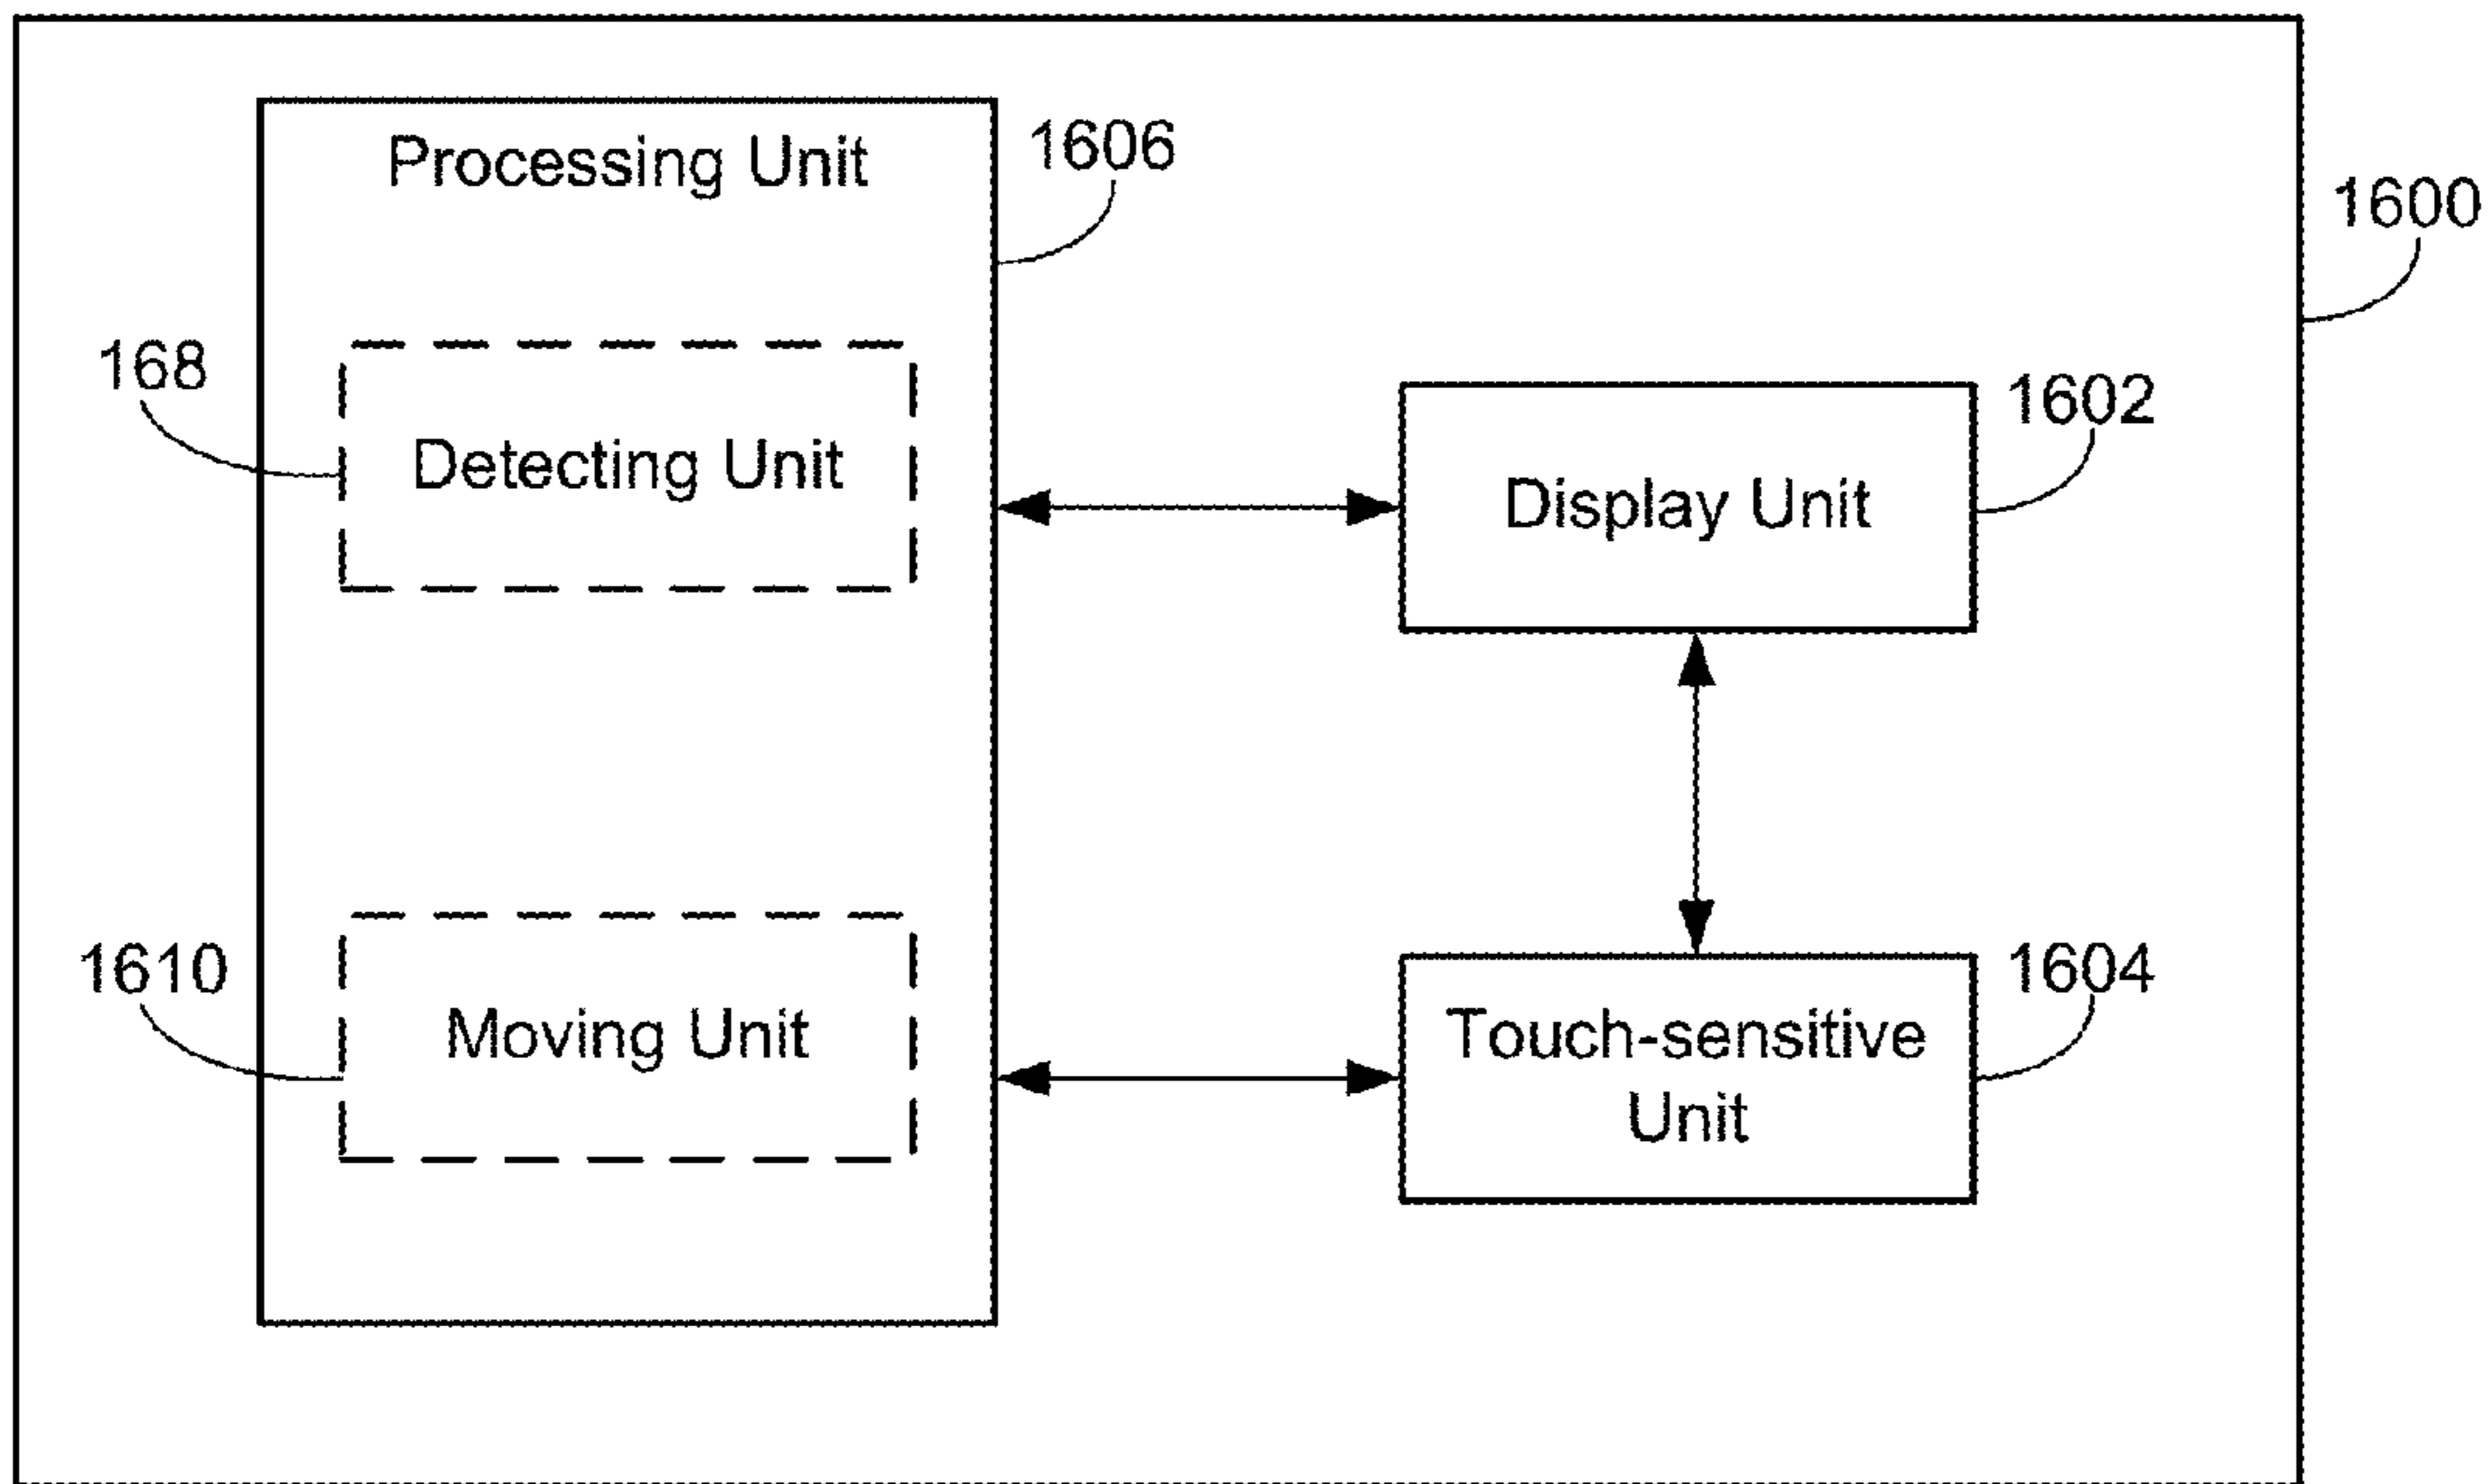 Processing Unit
1606
1600
168
Detecting Unit
1602
Display Unit
1610
Moving Unit
1604
Touch-sensitive
Unit